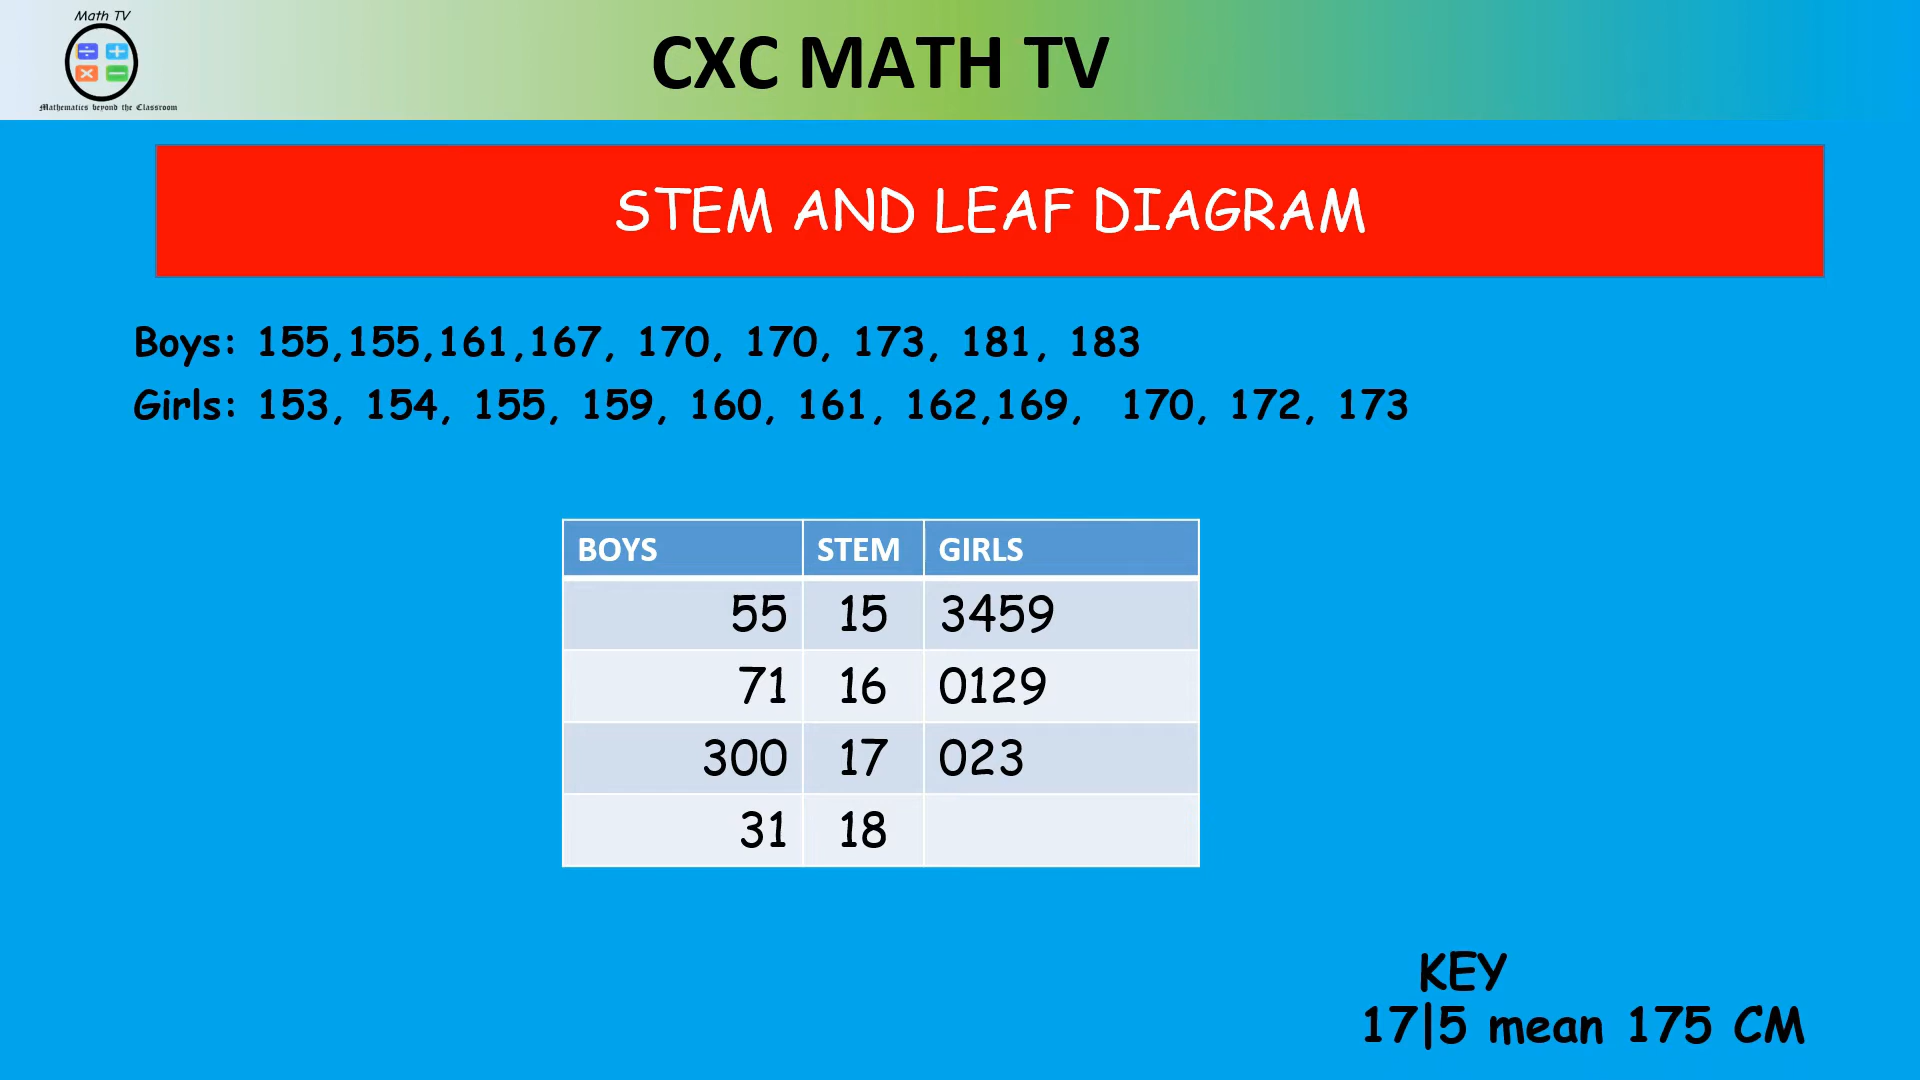 Math TV
÷ +
× −
Mathematics beyond the Classroom
CXC MATH TV
STEM AND LEAF DIAGRAM
Boys: 155,155,161,167, 170, 170, 173, 181, 183
Girls: 153, 154, 155, 159, 160, 161, 162,169, 170, 172, 173
BOYS STEM GIRLS
55 15 3459
71 16 0129
300 17 023
31 18
KEY
17|5 mean 175 CM